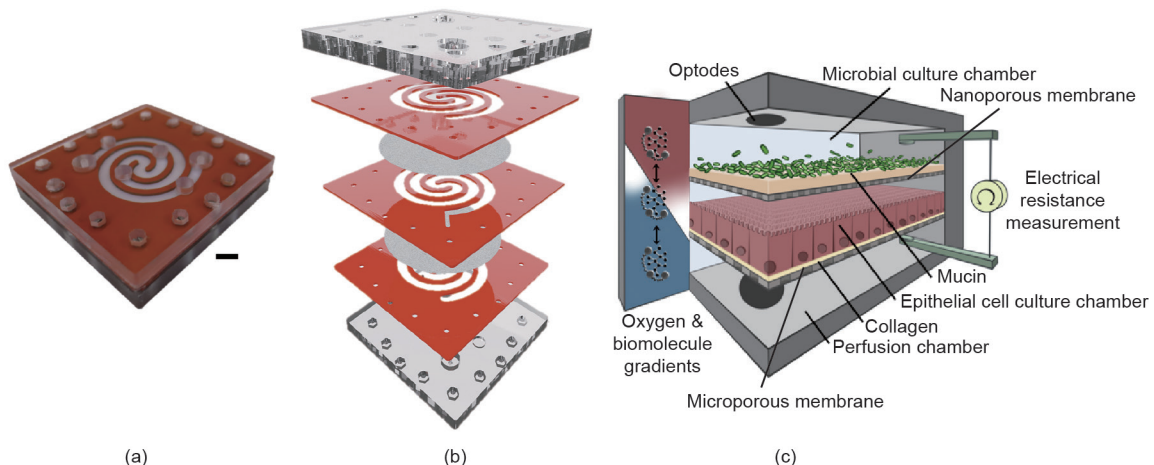 Optodes
Microbial culture chamber
Nanoporous membrane
Electrical
resistance
measurement
Mucin
Epithelial cell culture chamber
Collagen
Perfusion chamber
Oxygen &
biomolecule
gradients
Microporous membrane
(a)
(b)
(c)